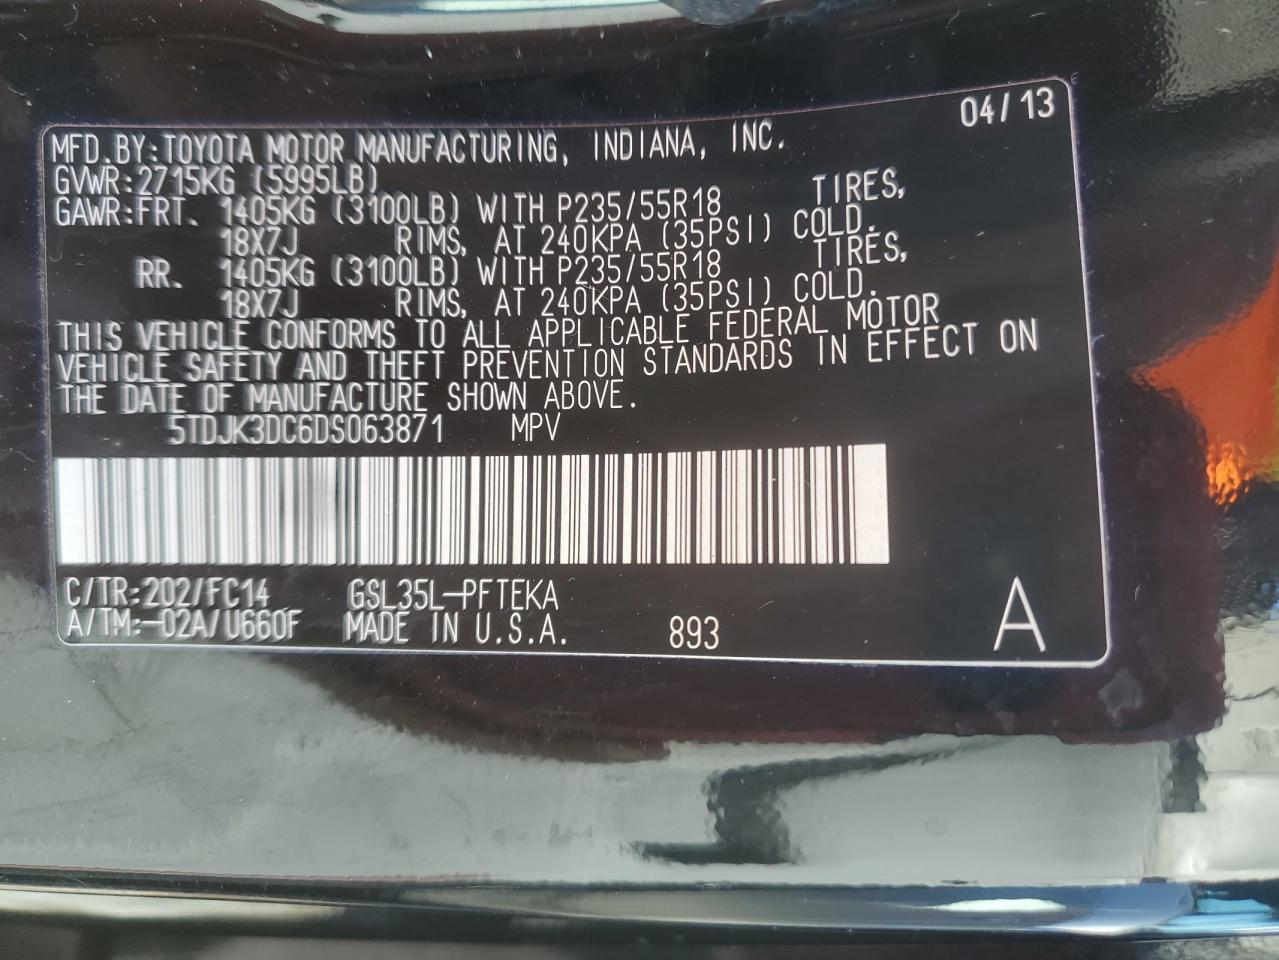 04/13
MFD.BY:TOYOTA MOTOR MANUFACTURING, INDIANA, INC.
GVWR:2715KG (5995LB)
GAWR:FRT. 1405KG (3100LB) WITH P235/55R18 TIRES,
18X7J RIMS, AT 240KPA (35PSI) COLD.
RR. 1405KG (3100LB) WITH P235/55R18 TIRES,
18X7J RIMS, AT 240KPA (35PSI) COLD.
THIS VEHICLE CONFORMS TO ALL APPLICABLE FEDERAL MOTOR
VEHICLE SAFETY AND THEFT PREVENTION STANDARDS IN EFFECT ON
THE DATE OF MANUFACTURE SHOWN ABOVE.
5TDJK3DC6DS063871 MPV
C/TR:202/FC14 GSL35L-PFTEKA
A/TM:-02A/U660F MADE IN U.S.A. 893 A